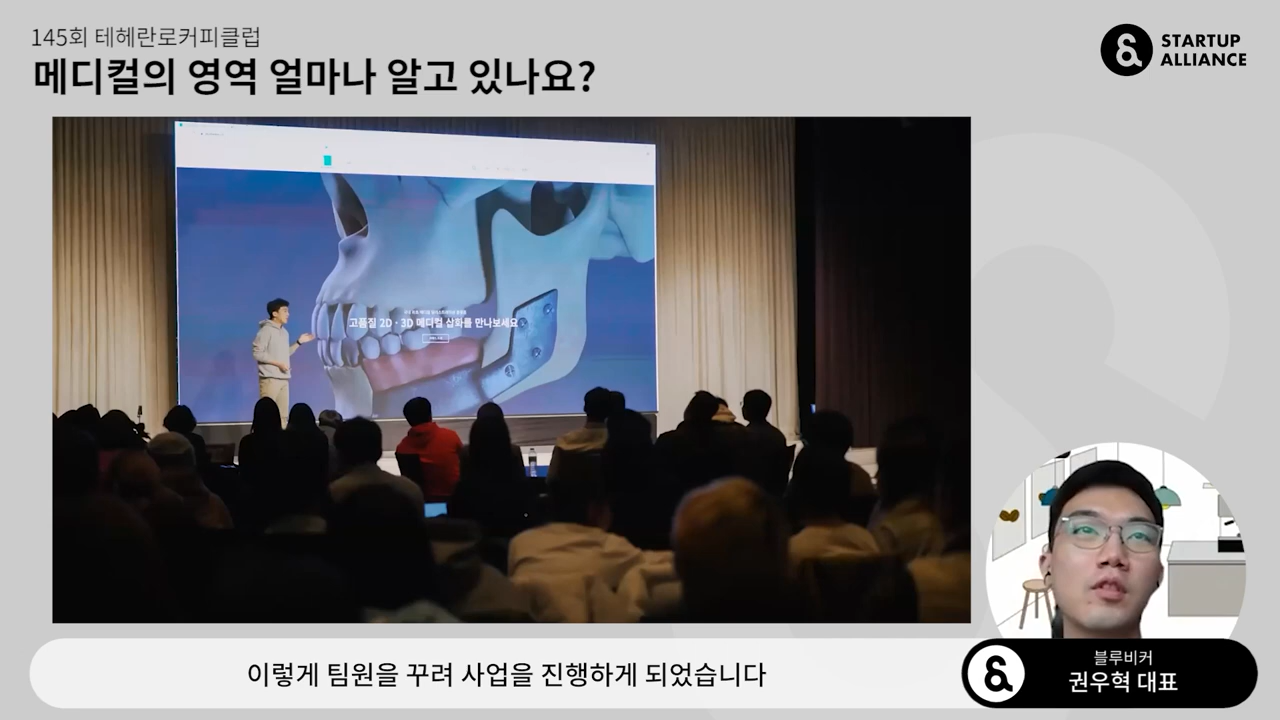 145회 테헤란로커피클럽
메디컬의 영역 얼마나 알고 있나요?
STARTUP
ALLIANCE
고품질 2D · 3D 메디컬 삽화를 만나보세요
이렇게 팀원을 꾸려 사업을 진행하게 되었습니다
블루비커
권우혁 대표